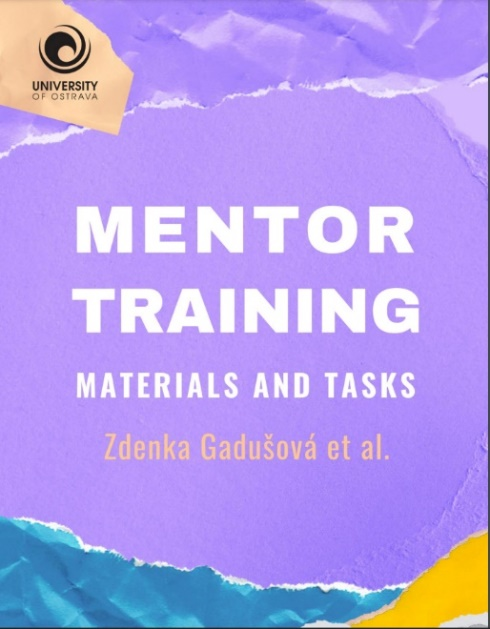 UNIVERSITY
OF OSTRAVA
MENTOR
TRAINING
MATERIALS AND TASKS
Zdenka Gadušová et al.